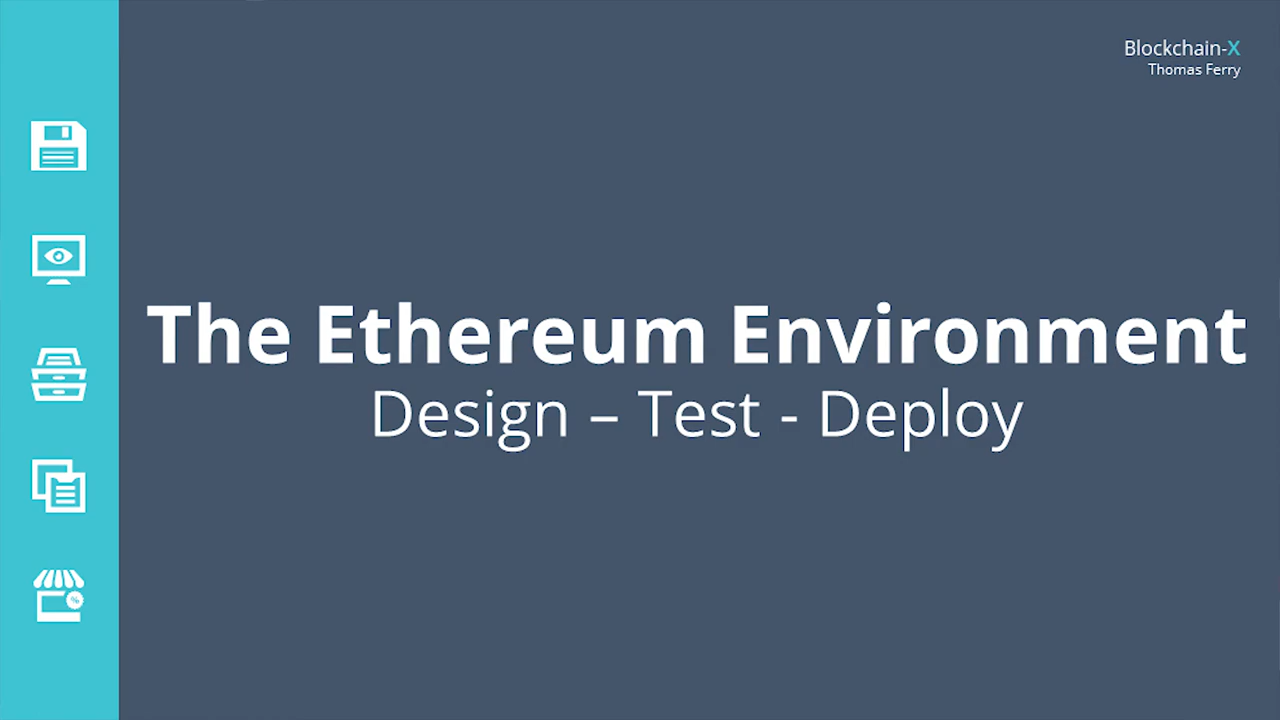 Blockchain-X
Thomas Ferry
The Ethereum Environment
Design – Test - Deploy